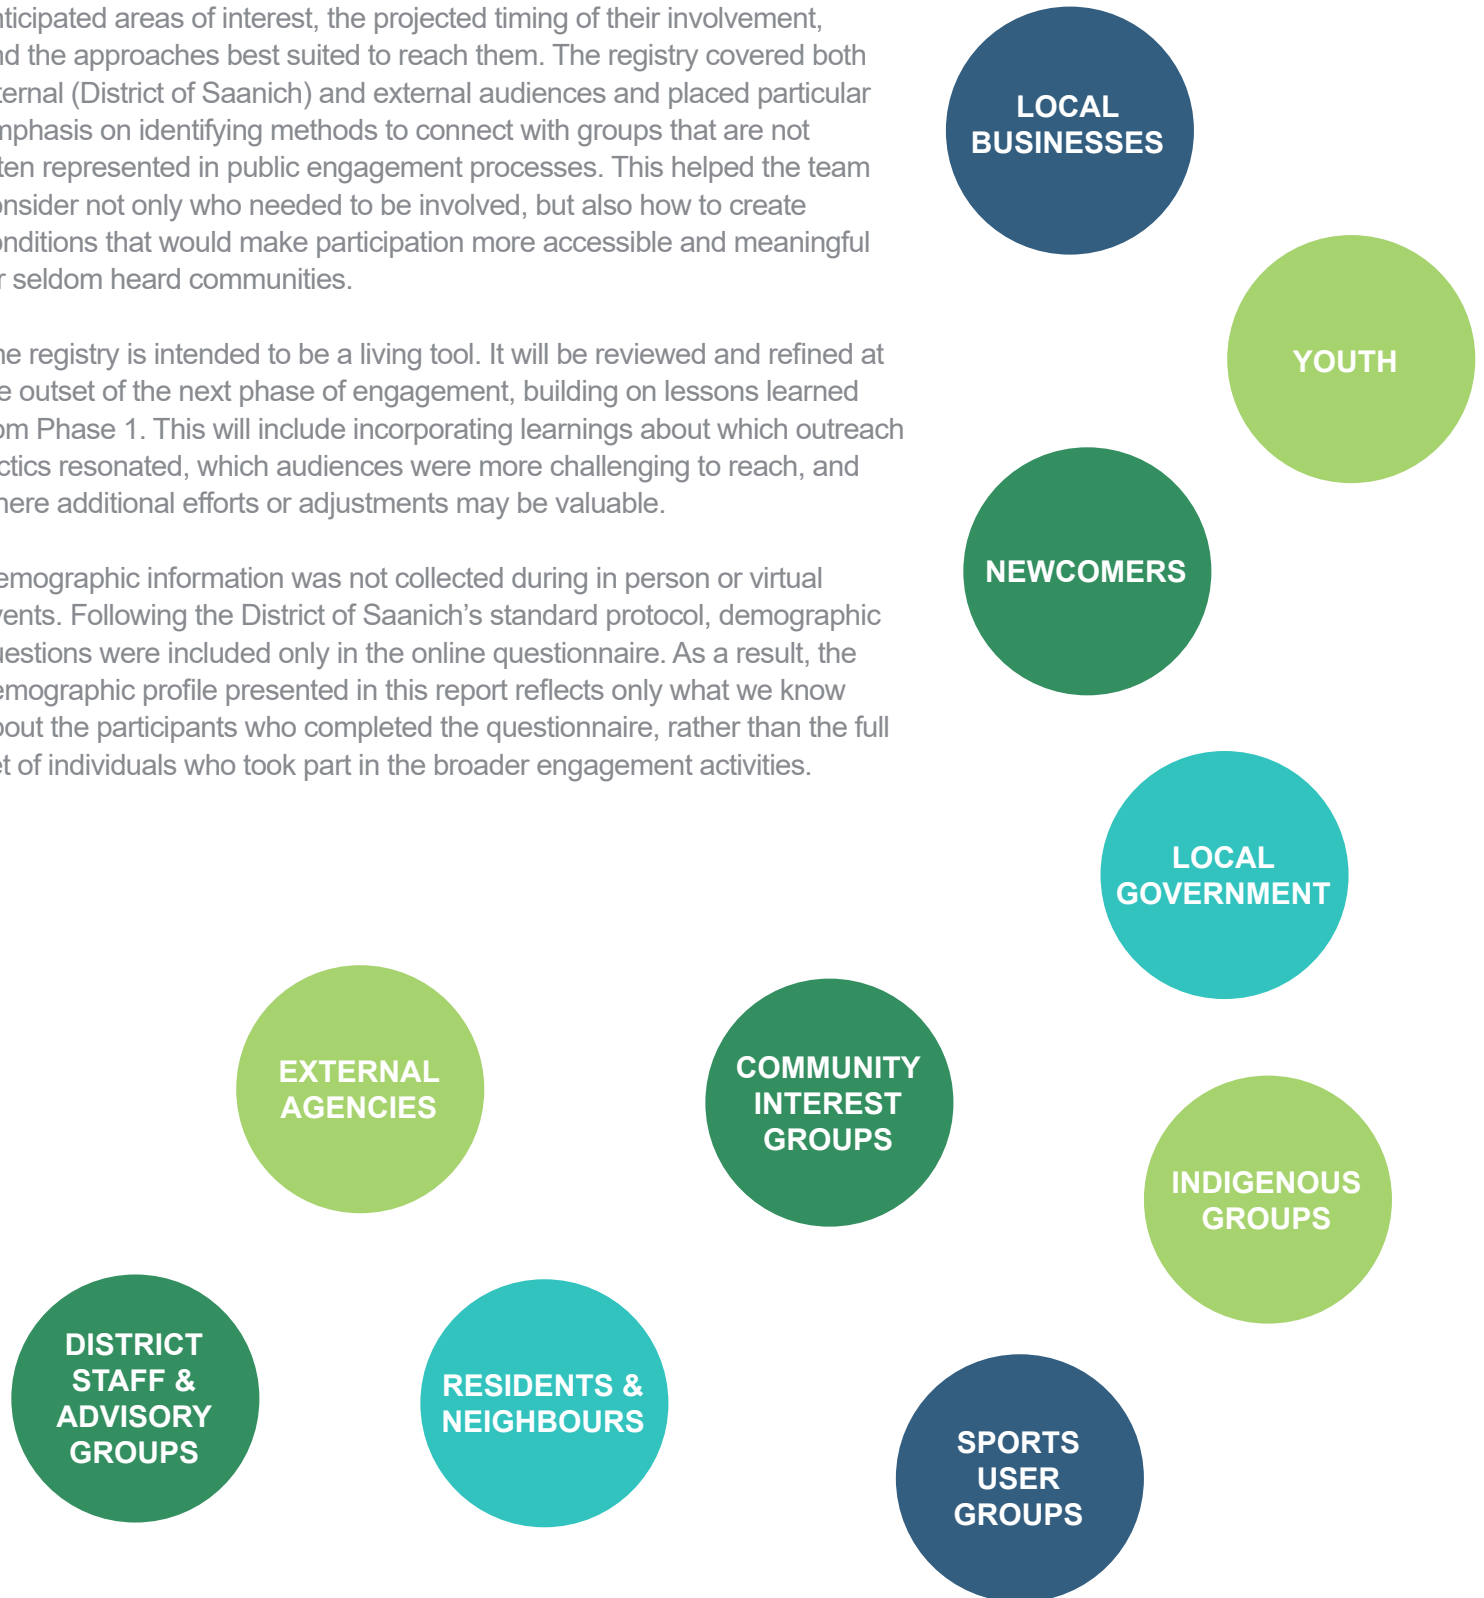 nticipated areas of interest, the projected timing of their involvement,
nd the approaches best suited to reach them. The registry covered both
ternal (District of Saanich) and external audiences and placed particular
mphasis on identifying methods to connect with groups that are not
ten represented in public engagement processes. This helped the team
onsider not only who needed to be involved, but also how to create
onditions that would make participation more accessible and meaningful
r seldom heard communities.
he registry is intended to be a living tool. It will be reviewed and refined at
e outset of the next phase of engagement, building on lessons learned
om Phase 1. This will include incorporating learnings about which outreach
ctics resonated, which audiences were more challenging to reach, and
here additional efforts or adjustments may be valuable.
emographic information was not collected during in person or virtual
vents. Following the District of Saanich’s standard protocol, demographic
uestions were included only in the online questionnaire. As a result, the
emographic profile presented in this report reflects only what we know
bout the participants who completed the questionnaire, rather than the full
et of individuals who took part in the broader engagement activities.
LOCAL
BUSINESSES
YOUTH
NEWCOMERS
LOCAL
GOVERNMENT
EXTERNAL
AGENCIES
COMMUNITY
INTEREST
GROUPS
INDIGENOUS
GROUPS
DISTRICT
STAFF &
ADVISORY
GROUPS
RESIDENTS &
NEIGHBOURS
SPORTS
USER
GROUPS